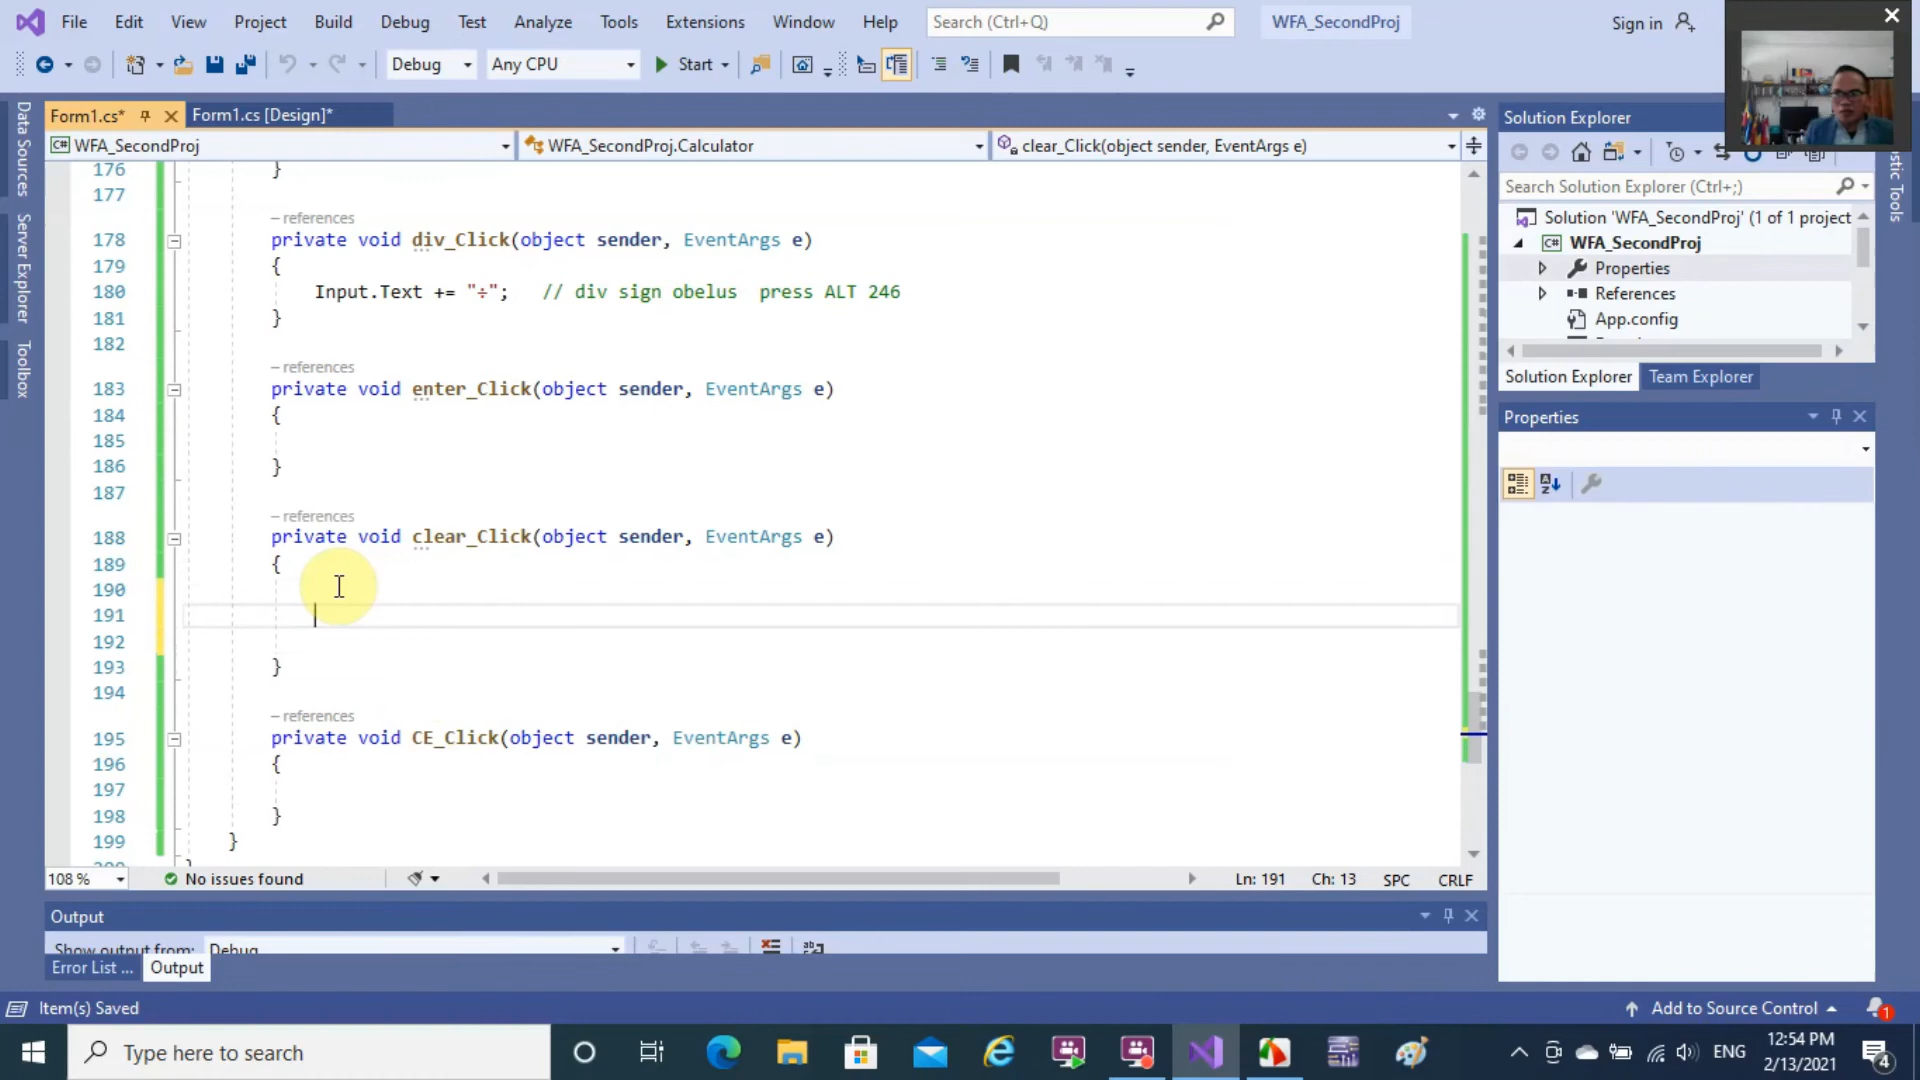 File Edit View Project Build Debug Test Analyze Tools Extensions Window Help Search (Ctrl+Q) WFA_SecondProj Sign in
Debug Any CPU Start
Form1.cs* Form1.cs [Design]* Solution Explorer
WFA_SecondProj WFA_SecondProj.Calculator clear_Click(object sender, EventArgs e)
Data Sources
Server Explorer
Toolbox
Search Solution Explorer (Ctrl+;)
Solution 'WFA_SecondProj' (1 of 1 project
WFA_SecondProj
Properties
References
App.config
Solution Explorer Team Explorer
Properties
176 }
177
– references
178 private void div_Click(object sender, EventArgs e)
179 {
180 Input.Text += "÷"; // div sign obelus press ALT 246
181 }
182
– references
183 private void enter_Click(object sender, EventArgs e)
184 {
185
186 }
187
– references
188 private void clear_Click(object sender, EventArgs e)
189 {
190
191
192
193 }
194
– references
195 private void CE_Click(object sender, EventArgs e)
196 {
197
198 }
199 }
108 % No issues found Ln: 191 Ch: 13 SPC CRLF
Output
Show output from: Debug
Error List ... Output
Item(s) Saved Add to Source Control 1
Type here to search ENG 12:54 PM
2/13/2021 4